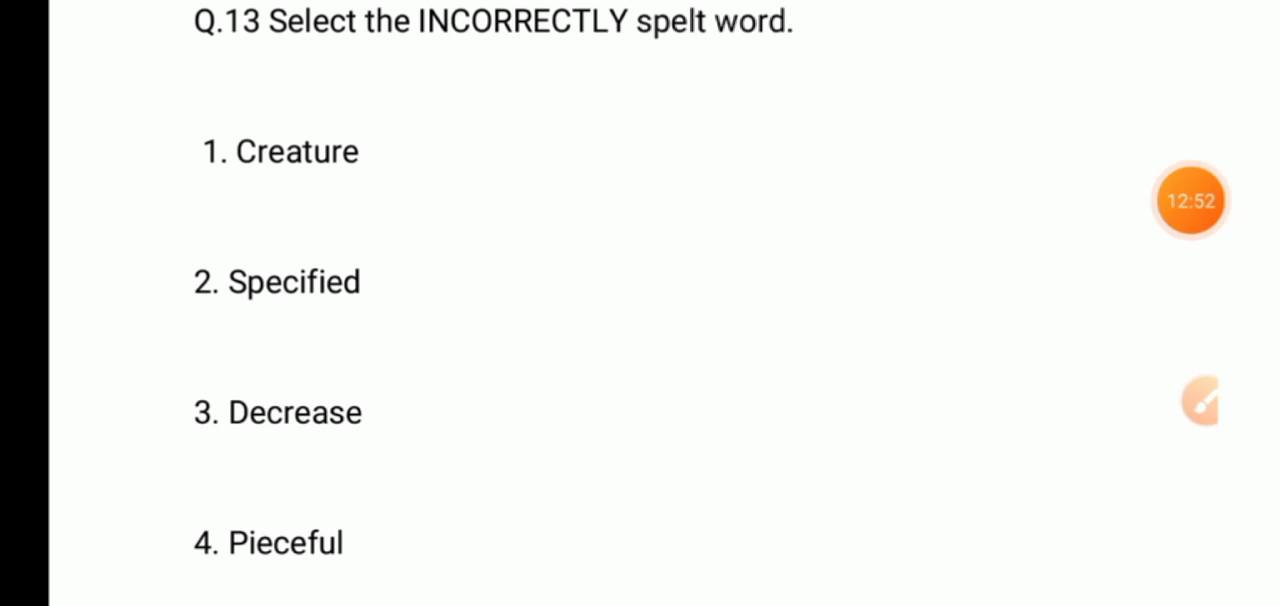 Q.13 Select the INCORRECTLY spelt word.
1. Creature
12:52
2. Specified
3. Decrease
4. Pieceful